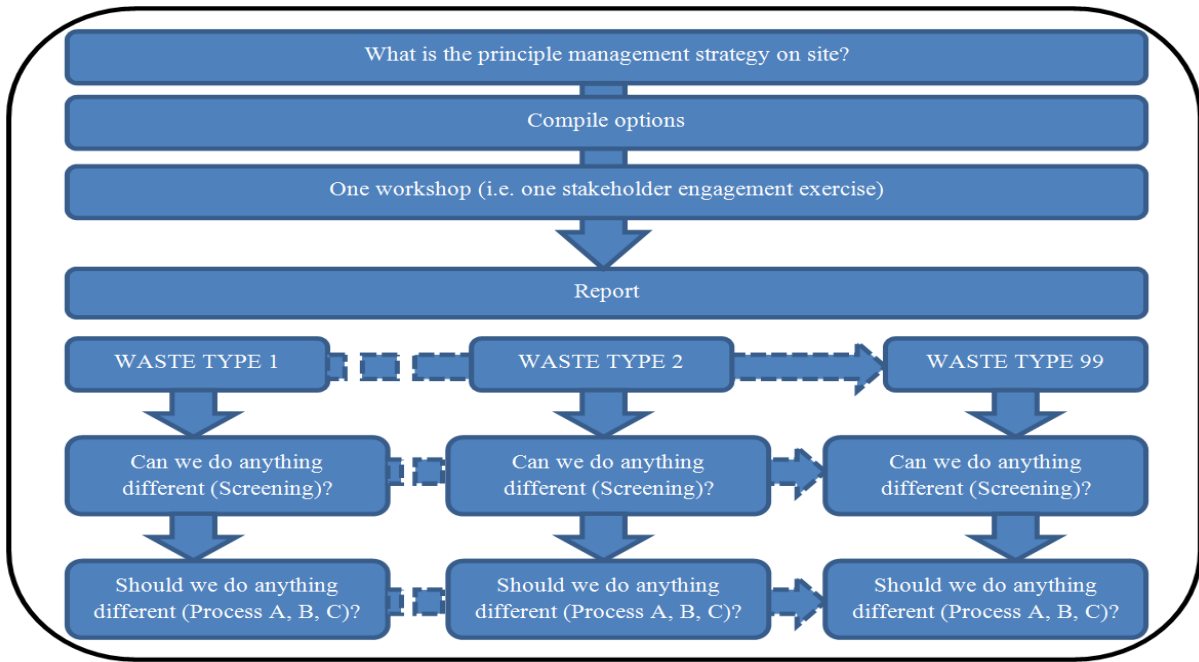 What is the principle management strategy on site?
Compile options
One workshop (i.e. one stakeholder engagement exercise)
Report
WASTE TYPE 1
WASTE TYPE 2
WASTE TYPE 99
Can we do anything
different (Screening)?
Can we do anything
different (Screening)?
Can we do anything
different (Screening)?
Should we do anything
different (Process A, B, C)?
Should we do anything
different (Process A, B, C)?
Should we do anything
different (Process A, B, C)?